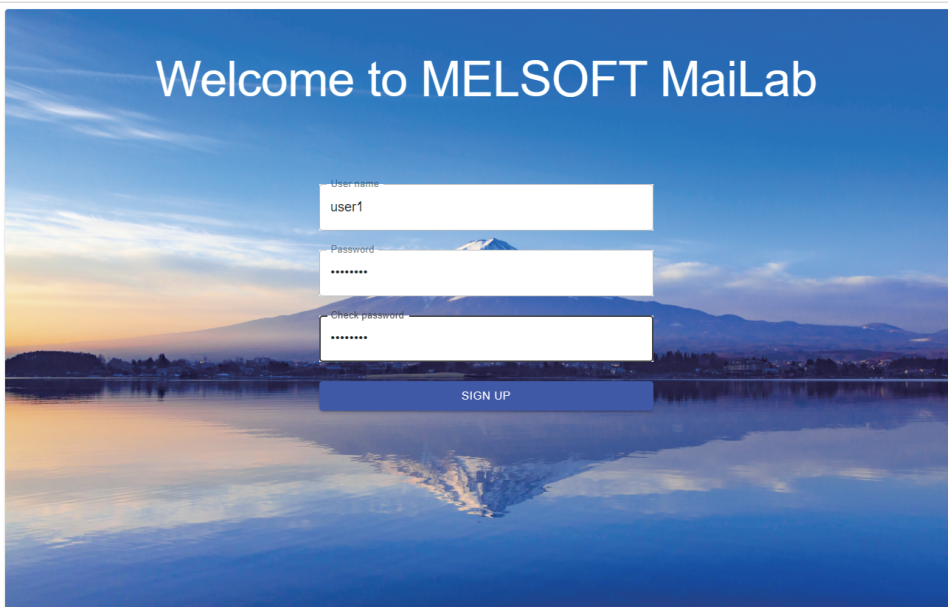 Welcome to MELSOFT MaiLab
User name
user1
Password
••••••••
Check password
••••••••
SIGN UP